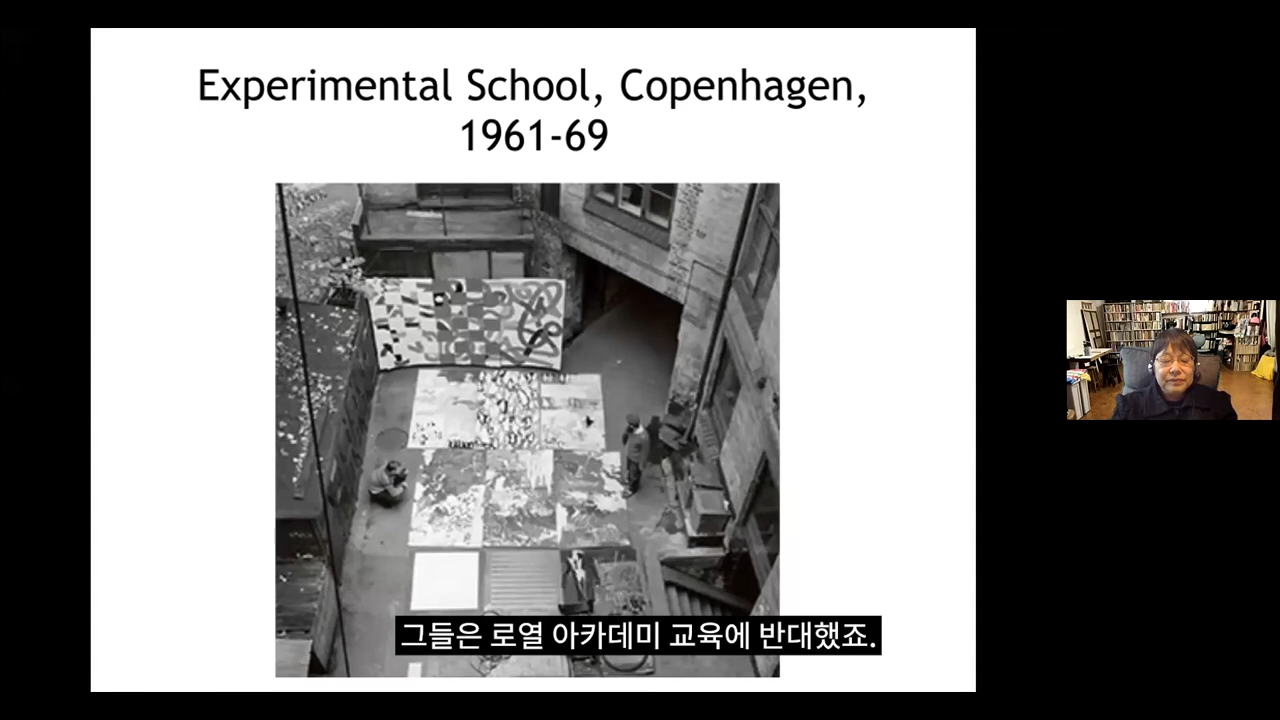 Experimental School, Copenhagen,
1961-69
그들은 로열 아카데미 교육에 반대했죠.